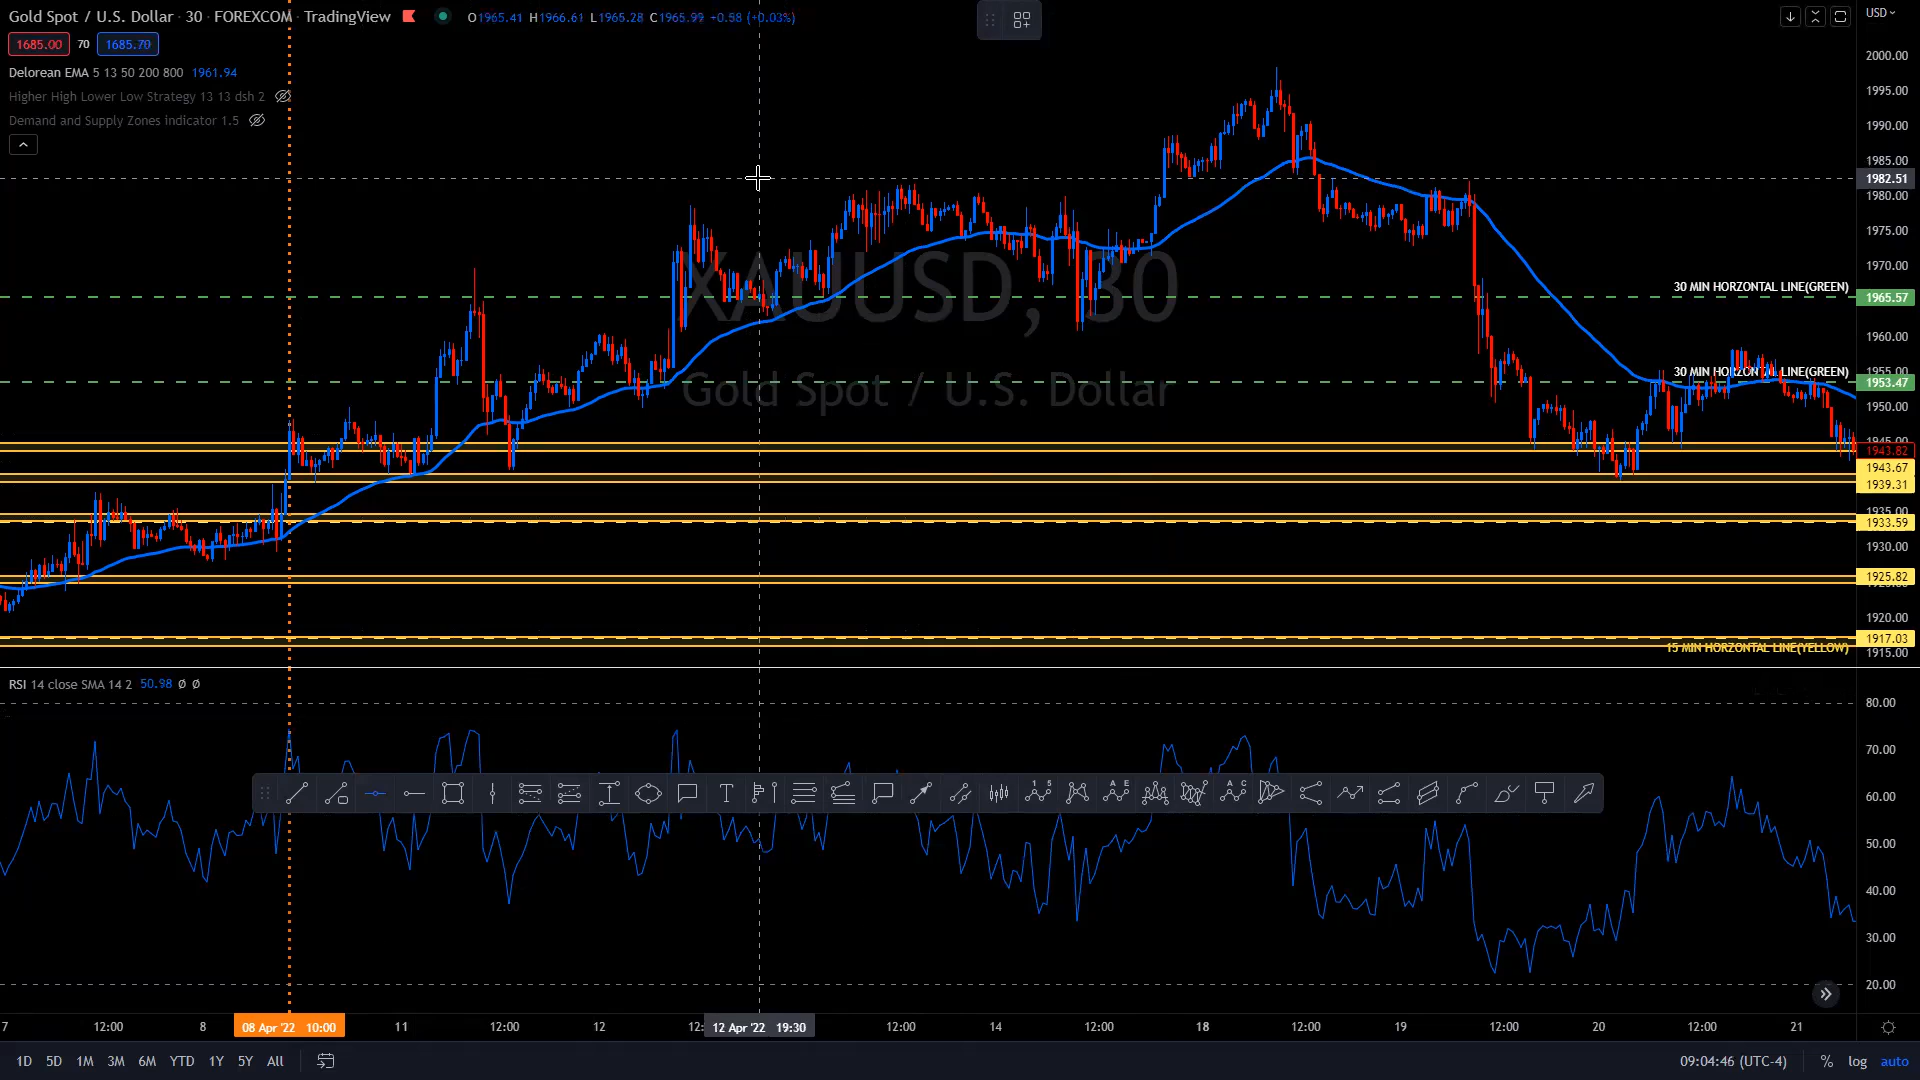 Gold Spot / U.S. Dollar · 30 · FOREXCOM · TradingView O1965.41 H1966.61 L1965.28 C1965.99 +0.58 (+0.03%)
1685.00 70 1685.70
Delorean EMA 5 13 50 200 800 1961.94
Higher High Lower Low Strategy 13 13 dsh 2
Demand and Supply Zones indicator 1.5
USD
2000.00
1995.00
1990.00
1985.00
1982.51
1980.00
1975.00
1970.00
XAUUSD, 30
Gold Spot / U.S. Dollar
30 MIN HORZONTAL LINE(GREEN)
1965.57
1960.00
30 MIN HORZONTAL LINE(GREEN)
1955.00
1953.47
1950.00
1945.00
1943.82
1943.67
1939.31
1935.00
1933.59
1930.00
1925.82
1920.00
1917.03
15 MIN HORZONTAL LINE(YELLOW)
1915.00
RSI 14 close SMA 14 2 50.98 Ø Ø
80.00
70.00
60.00
50.00
40.00
30.00
20.00
7 12:00 8 08 Apr '22 10:00 11 12:00 12 12: 12 Apr '22 19:30 12:00 14 12:00 18 12:00 19 12:00 20 12:00 21
1D 5D 1M 3M 6M YTD 1Y 5Y All 09:04:46 (UTC-4) % log auto